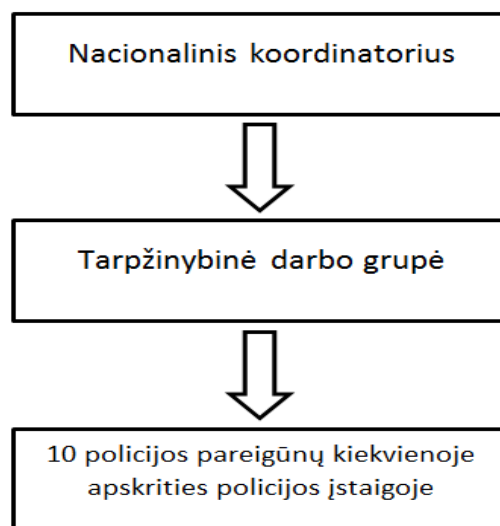 Nacionalinis koordinatorius
Tarpžinybinė darbo grupė
10 policijos pareigūnų kiekvienoje
apskrities policijos įstaigoje